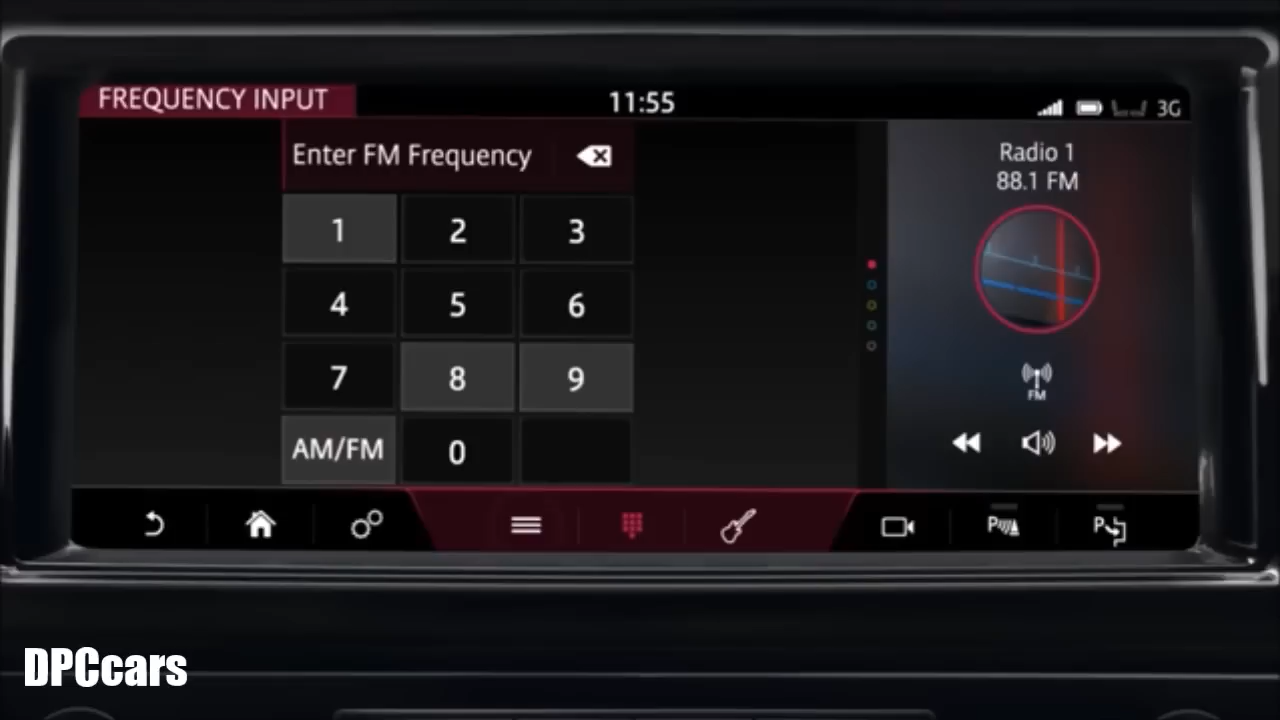 FREQUENCY INPUT
11:55
3G
Enter FM Frequency
Radio 1
88.1 FM
1 2 3
4 5 6
7 8 9
FM
AM/FM 0
P
P
DPCcars